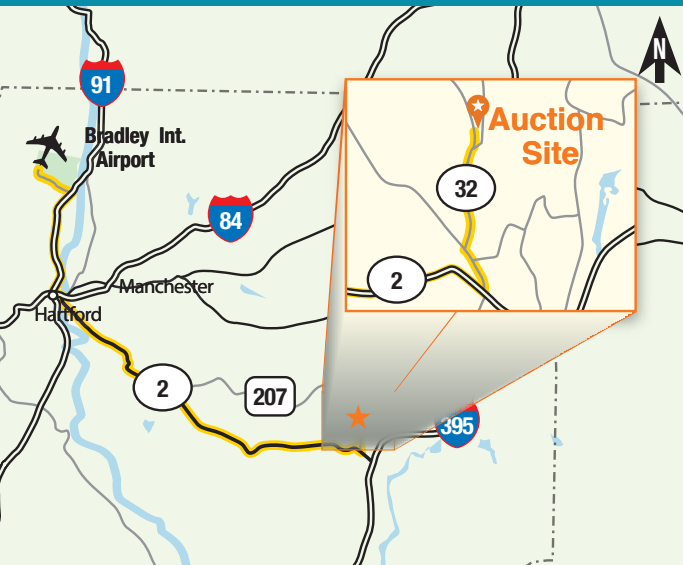 N
91
Bradley Int.
Airport
Auction
Site
32
84
2
Manchester
Hartford
2
207
395